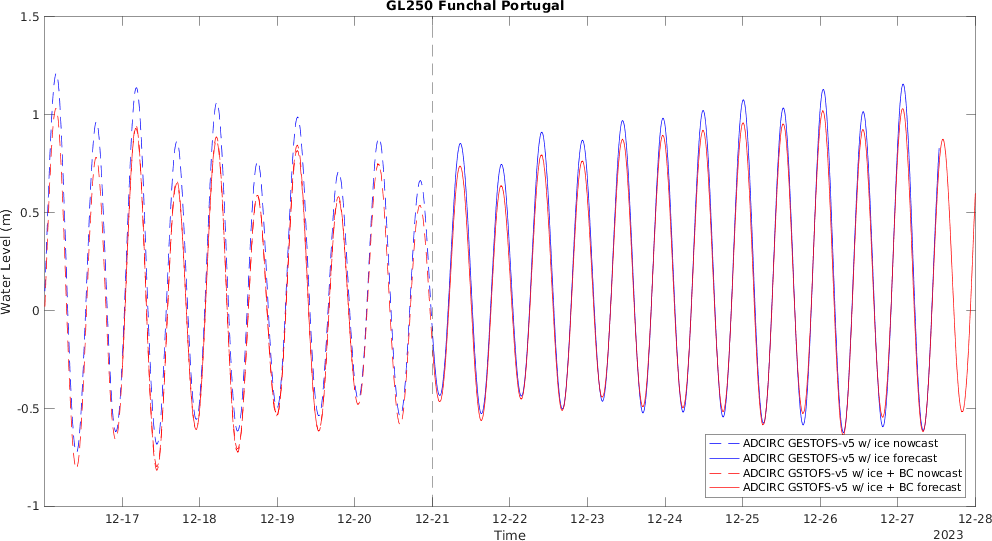 GL250 Funchal Portugal
1.5
1
0.5
0
-0.5
-1
Water Level (m)
12-17
12-18
12-19
12-20
12-21
12-22
12-23
12-24
12-25
12-26
12-27
12-28
Time
2023
ADCIRC GESTOFS-v5 w/ ice nowcast
ADCIRC GESTOFS-v5 w/ ice forecast
ADCIRC GSTOFS-v5 w/ ice + BC nowcast
ADCIRC GSTOFS-v5 w/ ice + BC forecast